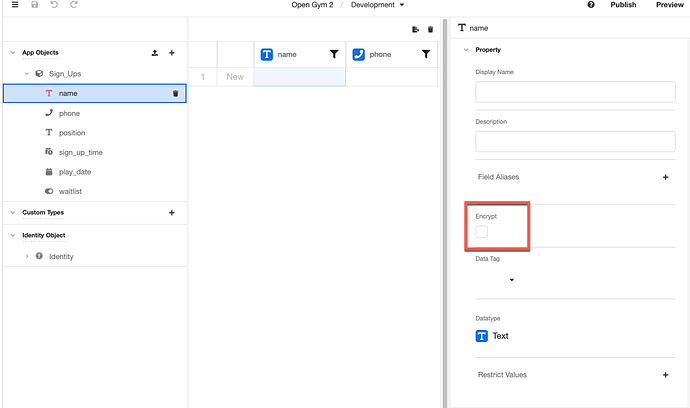 Open Gym 2 / Development
Publish
Preview
App Objects
Sign_Ups
name
phone
position
sign_up_time
play_date
waitlist
Custom Types
Identity Object
Identity
name
phone
1
New
name
Property
Display Name
Description
Field Aliases
Encrypt
Data Tag
Datatype
Text
Restrict Values